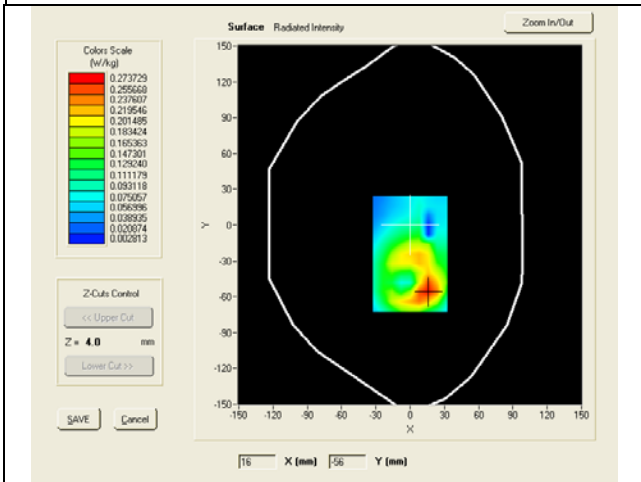 Surface Radiated Intensity
Zoom In/Out
Colors Scale
(W/kg)
0.273729
0.255668
0.237607
0.219546
0.201485
0.183424
0.165363
0.147301
0.129240
0.111179
0.093118
0.075057
0.056996
0.038935
0.020874
0.002813
Z-Cuts Control
<< Upper Cut
Z = 4.0 mm
Lower Cut >>
SAVE Cancel
150
120
90
60
30
0
-30
-60
-90
-120
-150
Y
-150 -120 -90 -60 -30 0 30 60 90 120 150
X
16 X (mm) -56 Y (mm)